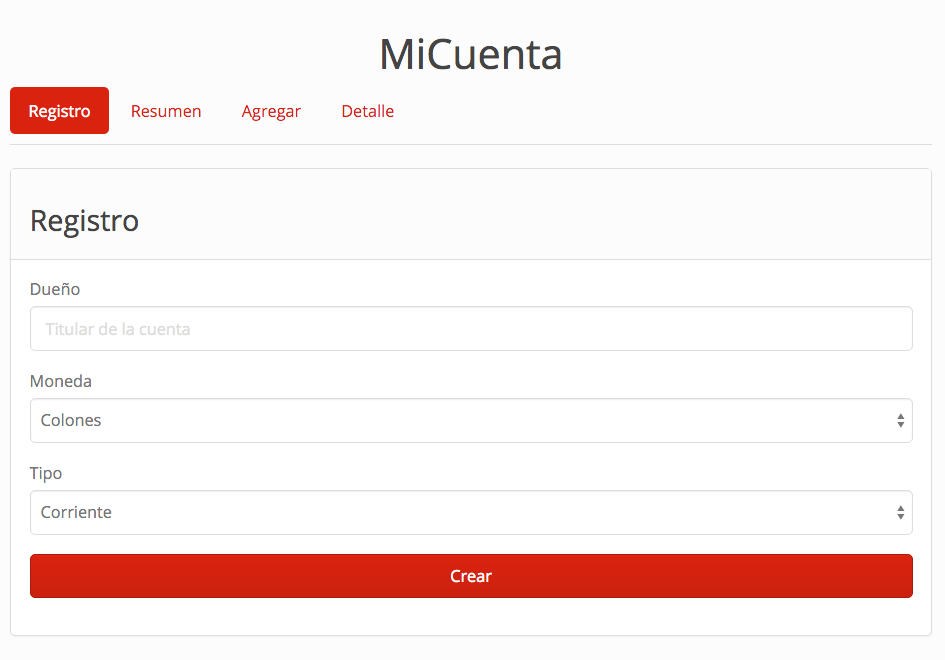 MiCuenta
Registro Resumen Agregar Detalle
Registro
Dueño
Titular de la cuenta
Moneda
Colones
Tipo
Corriente
Crear